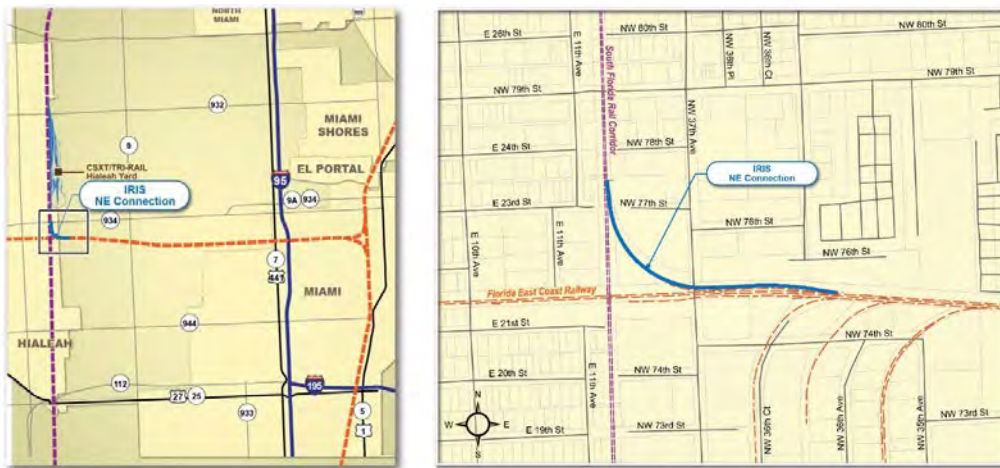 NORTH
MIAMI
932
9
MIAMI
SHORES
CSXT/TRI-RAIL
Hialeah Yard
EL PORTAL
95
IRIS
NE Connection
9A
934
934
7
441
MIAMI
944
HIALEAH
112
195
27
25
933
5
1
E 26th St
E 11th Ave
NW 80th St
NW 80th St
South Florida Rail Corridor
NW 38th Pl
NW 36th Ct
NW 79th St
NW 79th St
NW 37th Ave
E 24th St
NW 78th St
IRIS
NE Connection
E 23rd St
NW 77th St
NW 76th St
E 10th Ave
E 11th Ave
NW 76th St
Florida East Coast Railway
E 21st St
NW 74th St
E 20th St
E 11th Ave
NW 74th St
NW 36th Ct
NW 36th Ave
NW 35th Ave
N
W
E
S
E 19th St
NW 73rd St
NW 73rd St